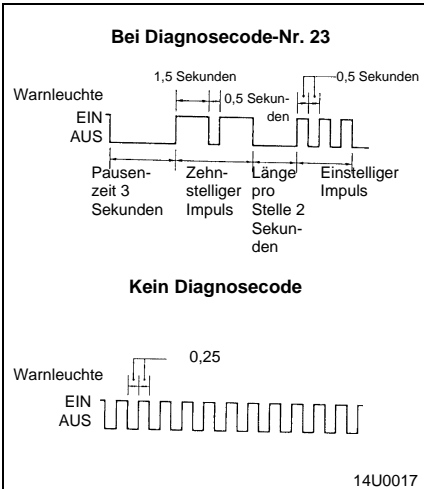 Bei Diagnosecode-Nr. 23
1,5 Sekunden
0,5 Sekunden
Warnleuchte
0,5 Sekun-
den
EIN
AUS
Pausen-
zeit 3
Sekunden
Zehn-
stelliger
Impuls
Länge
pro
Stelle 2
Sekun-
den
Einstelliger
Impuls
Kein Diagnosecode
0,25
Warnleuchte
EIN
AUS
14U0017